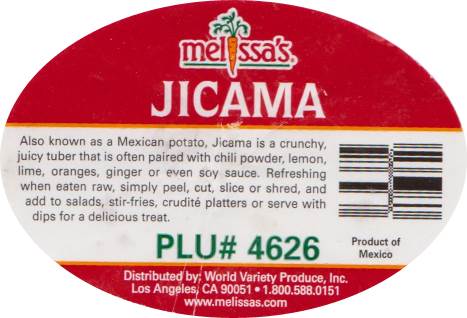 melissa's
JICAMA
Also known as a Mexican potato, Jicama is a crunchy,
juicy tuber that is often paired with chili powder, lemon,
lime, oranges, ginger or even soy sauce. Refreshing
when eaten raw, simply peel, cut, slice or shred, and
add to salads, stir-fries, crudité platters or serve with
dips for a delicious treat.
PLU# 4626
Product of
Mexico
Distributed by: World Variety Produce, Inc.
Los Angeles, CA 90051 • 1.800.588.0151
www.melissas.com